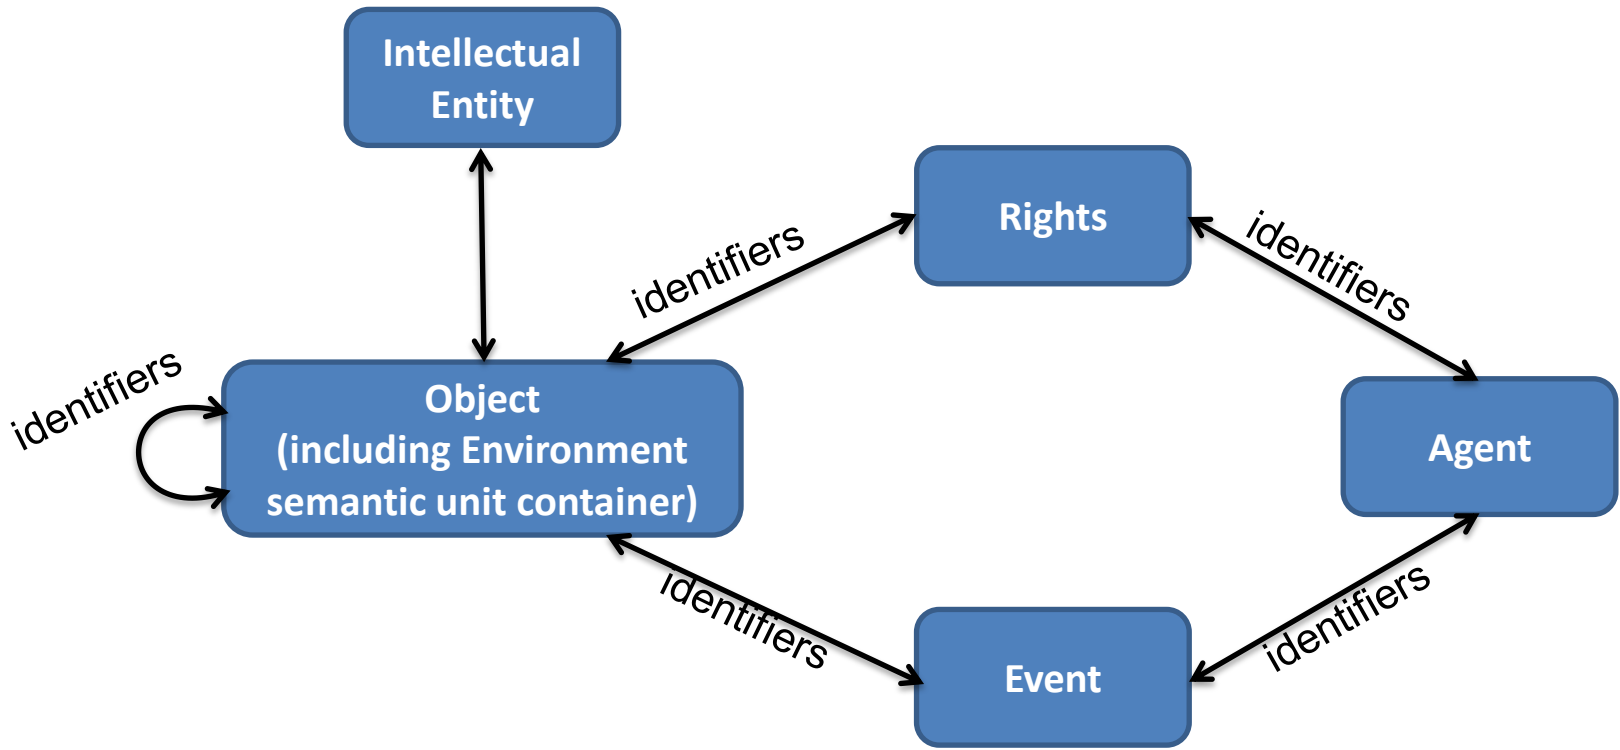 Intellectual
Entity
Rights
identifiers
identifiers
identifiers
Object
(including Environment
semantic unit container)
Agent
identifiers
identifiers
Event